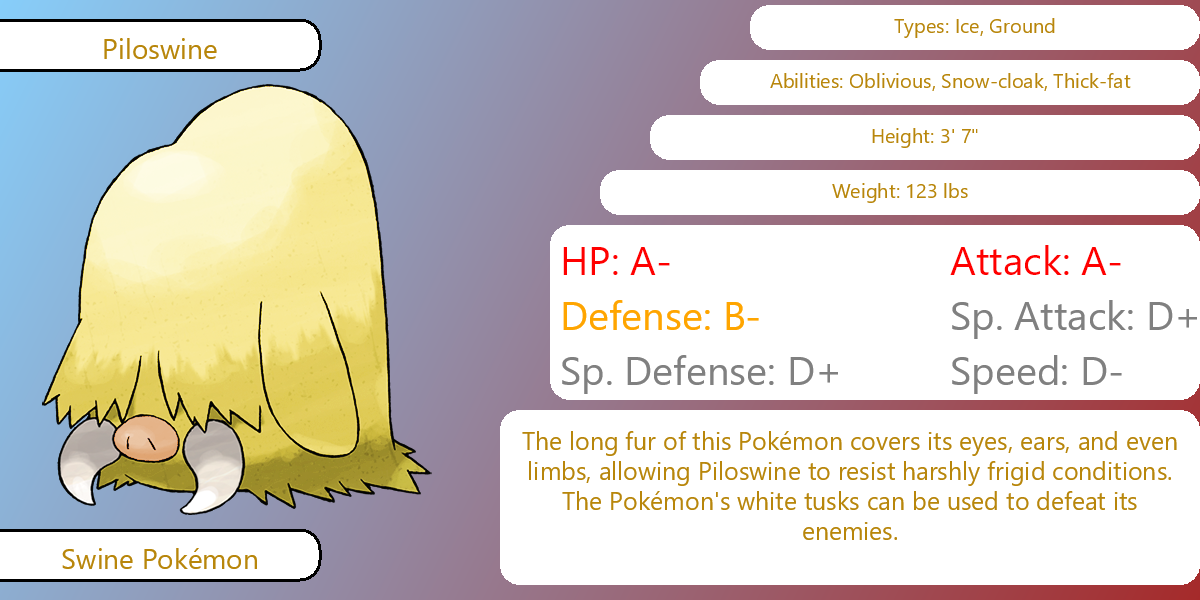 Piloswine
Types: Ice, Ground
Abilities: Oblivious, Snow-cloak, Thick-fat
Height: 3' 7"
Weight: 123 lbs
HP: A-
Attack: A-
Defense: B-
Sp. Attack: D+
Sp. Defense: D+
Speed: D-
The long fur of this Pokémon covers its eyes, ears, and even
limbs, allowing Piloswine to resist harshly frigid conditions.
The Pokémon's white tusks can be used to defeat its
enemies.
Swine Pokémon